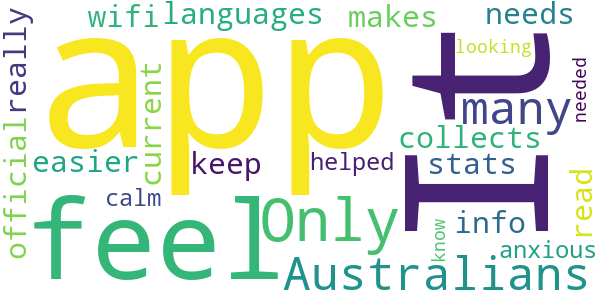 wifi languages makes needs
really
app
It
looking
needed
many
current
official
collects
easier keep helped stats
read
calm
feel Only info
know
anxious
Australians